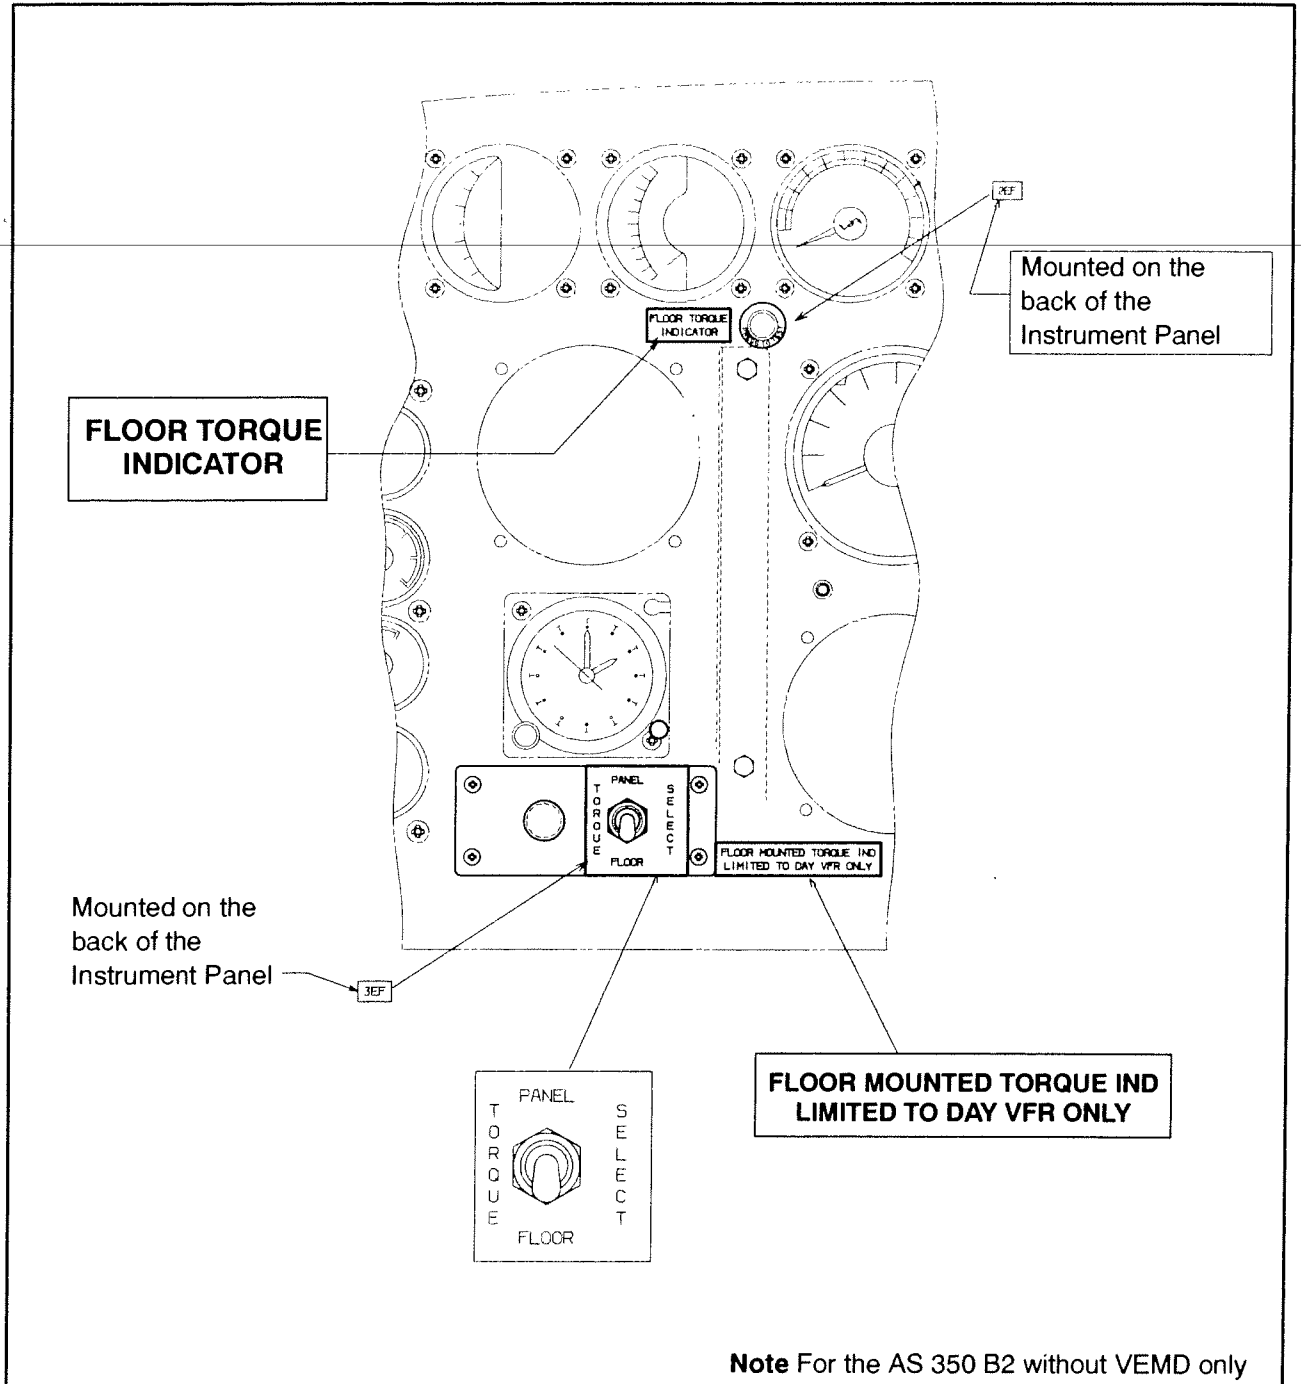 2EF
Mounted on the
back of the
Instrument Panel
FLOOR TORQUE
INDICATOR
PRESS TO TEST
FLOOR TORQUE
INDICATOR
PANEL
TORQUE
SELECT
FLOOR
FLOOR MOUNTED TORQUE IND
LIMITED TO DAY VFR ONLY
Mounted on the
back of the
Instrument Panel
3EF
FLOOR MOUNTED TORQUE IND
LIMITED TO DAY VFR ONLY
PANEL
TORQUE
SELECT
FLOOR
Note For the AS 350 B2 without VEMD only